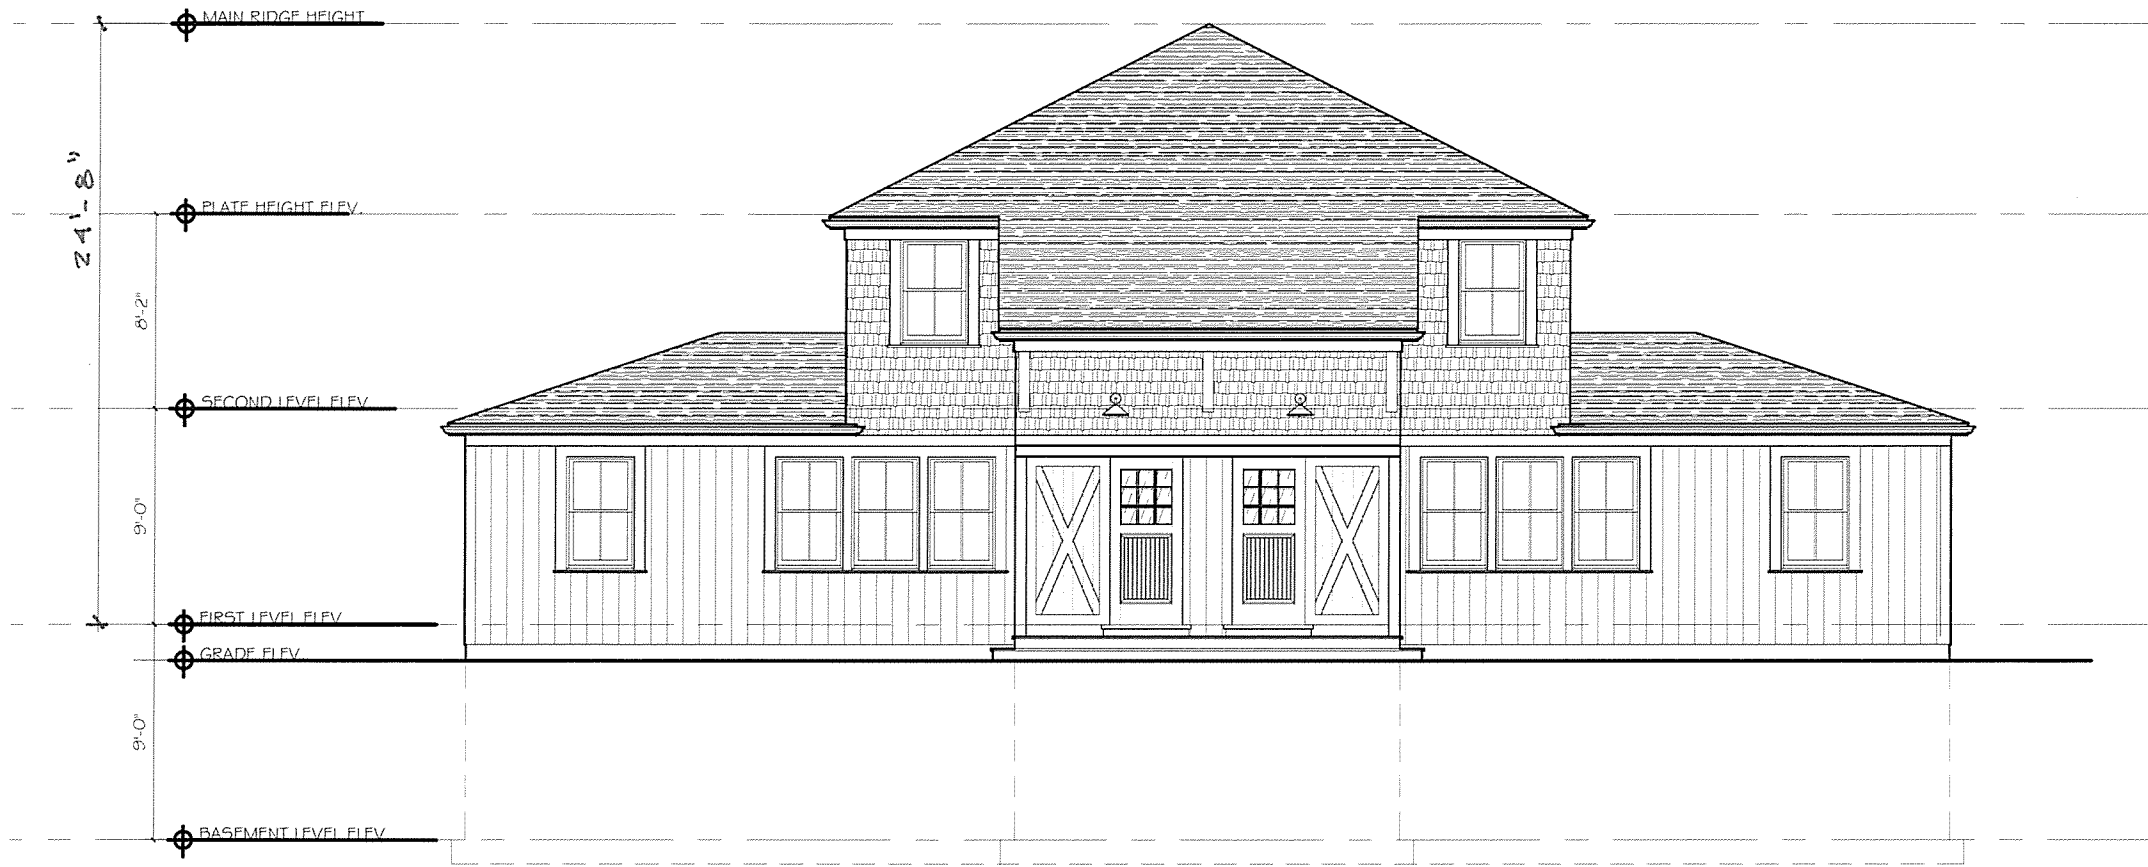 MAIN RIDGE HEIGHT
24'-8"
PLATE HEIGHT ELEV
8'-2"
SECOND LEVEL ELEV
9'-0"
FIRST LEVEL ELEV
GRADE ELEV
9'-0"
BASEMENT LEVEL ELEV